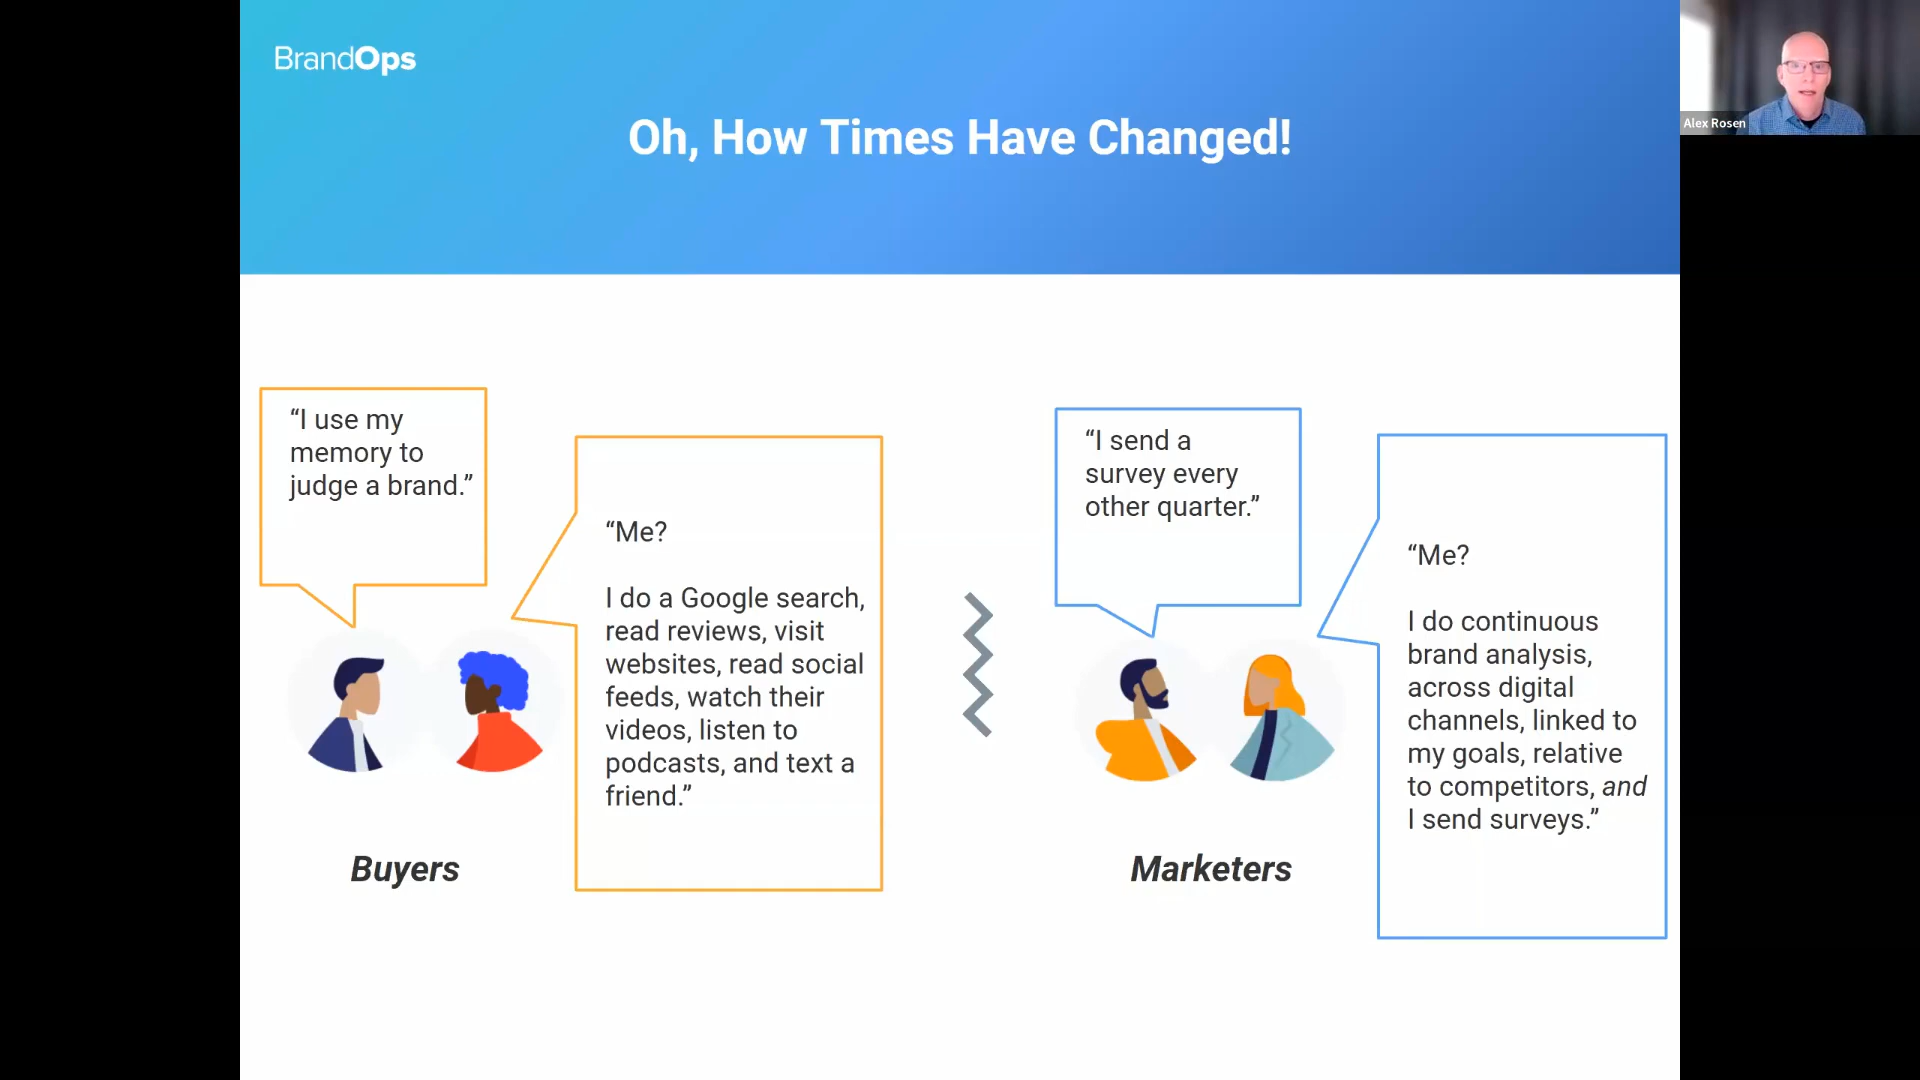 BrandOps
Alex Rosen
Oh, How Times Have Changed!
“I use my
memory to
judge a brand.”
“Me?
I do a Google search,
read reviews, visit
websites, read social
feeds, watch their
videos, listen to
podcasts, and text a
friend.”
Buyers
“I send a
survey every
other quarter.”
“Me?
I do continuous
brand analysis,
across digital
channels, linked to
my goals, relative
to competitors, and
I send surveys.”
Marketers